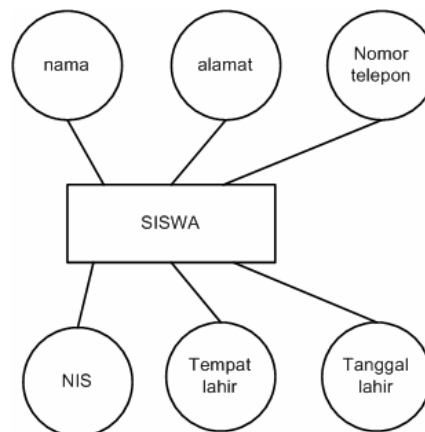 nama
alamat
Nomor
telepon
SISWA
NIS
Tempat
lahir
Tanggal
lahir